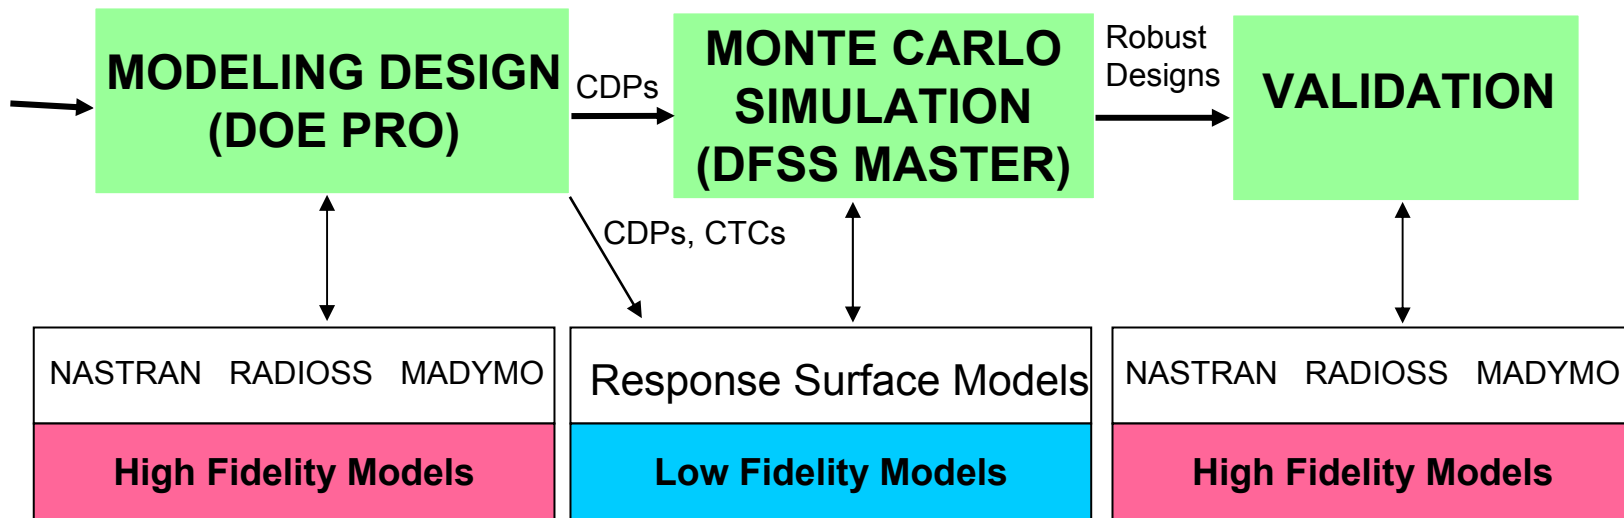 MODELING DESIGN
(DOE PRO)
CDPs
MONTE CARLO
SIMULATION
(DFSS MASTER)
Robust
Designs
VALIDATION
CDPs, CTCs
NASTRAN RADIOSS MADYMO
High Fidelity Models
Response Surface Models
Low Fidelity Models
NASTRAN RADIOSS MADYMO
High Fidelity Models